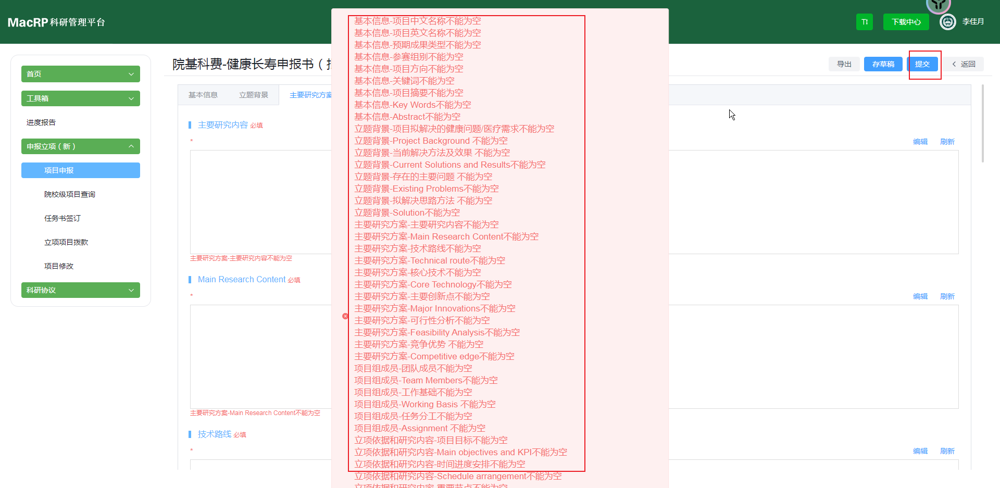 MacRP科研管理平台
TI
下载中心
李佳月
首页
工具箱
进度报告
申报立项（新）
项目申报
院校级项目查询
任务书签订
立项项目拨款
项目修改
科研协议
院基科费-健康长寿申报书（
导出
存草稿
提交
返回
基本信息
立题背景
主要研究方案
主要研究内容 必填
*
编辑
刷新
主要研究方案-主要研究内容不能为空
Main Research Content 必填
*
编辑
刷新
主要研究方案-Main Research Content不能为空
技术路线 必填
*
编辑
刷新
基本信息-项目中文名称不能为空
基本信息-项目英文名称不能为空
基本信息-预期成果类型不能为空
基本信息-参赛组别不能为空
基本信息-项目方向不能为空
基本信息-关键词不能为空
基本信息-项目摘要不能为空
基本信息-Key Words不能为空
基本信息-Abstract不能为空
立题背景-项目拟解决的健康问题/医疗需求不能为空
立题背景-Project Background 不能为空
立题背景-当前解决方法及效果 不能为空
立题背景-Current Solutions and Results不能为空
立题背景-存在的主要问题 不能为空
立题背景-Existing Problems不能为空
立题背景-拟解决思路方法 不能为空
立题背景-Solution不能为空
主要研究方案-主要研究内容不能为空
主要研究方案-Main Research Content不能为空
主要研究方案-技术路线不能为空
主要研究方案-Technical route不能为空
主要研究方案-核心技术不能为空
主要研究方案-Core Technology不能为空
主要研究方案-主要创新点不能为空
主要研究方案-Major Innovations不能为空
主要研究方案-可行性分析不能为空
主要研究方案-Feasibility Analysis不能为空
主要研究方案-竞争优势 不能为空
主要研究方案-Competitive edge不能为空
项目组成员-团队成员不能为空
项目组成员-Team Members不能为空
项目组成员-工作基础不能为空
项目组成员-Working Basis 不能为空
项目组成员-任务分工不能为空
项目组成员-Assignment 不能为空
立项依据和研究内容-项目目标不能为空
立项依据和研究内容-Main objectives and KPI不能为空
立项依据和研究内容-时间进度安排不能为空
立项依据和研究内容-Schedule arrangement不能为空
立项依据和研究内容-重要节点不能为空